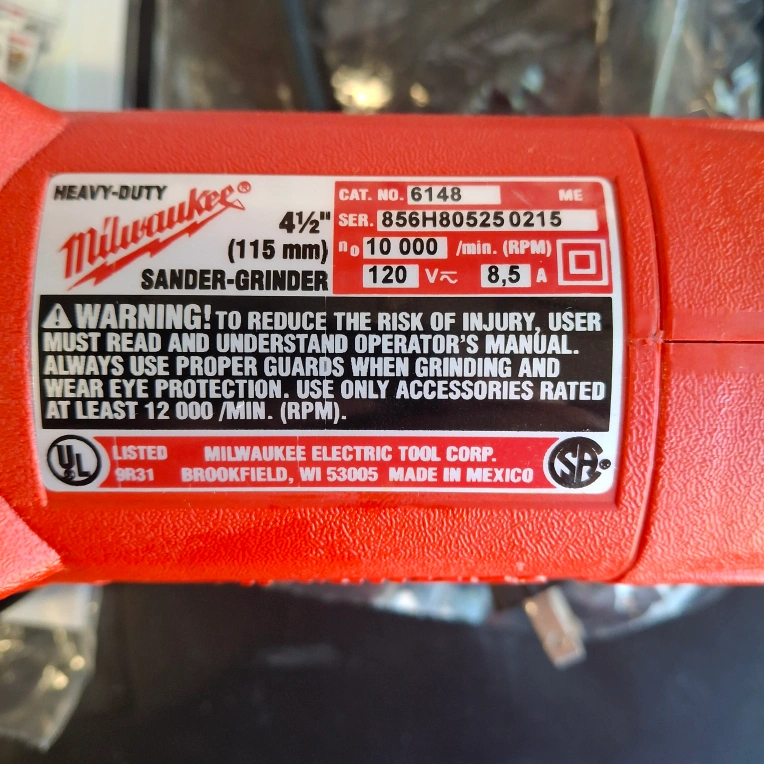 HEAVY-DUTY
Milwaukee®
4½"
(115 mm)
SANDER-GRINDER
CAT. NO. 6148 ME
SER. 856H805250215
n0 10 000 /min. (RPM)
120 V⎓ 8,5 A
⚠ WARNING! TO REDUCE THE RISK OF INJURY, USER
MUST READ AND UNDERSTAND OPERATOR'S MANUAL.
ALWAYS USE PROPER GUARDS WHEN GRINDING AND
WEAR EYE PROTECTION. USE ONLY ACCESSORIES RATED
AT LEAST 12 000 /MIN. (RPM).
UL
LISTED MILWAUKEE ELECTRIC TOOL CORP.
9R31 BROOKFIELD, WI 53005 MADE IN MEXICO
SA®